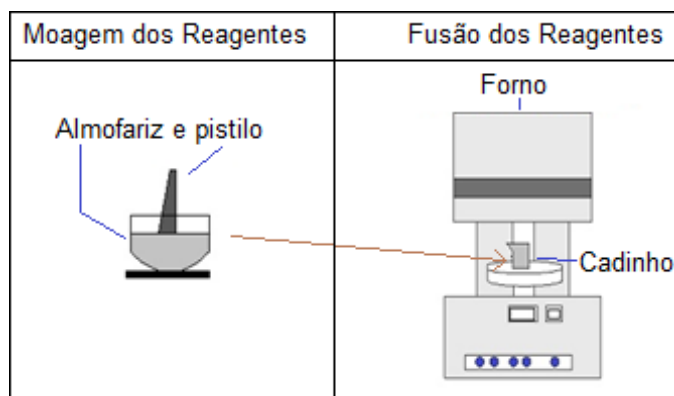 Moagem dos Reagentes
Fusão dos Reagentes
Almofariz e pistilo
Forno
Cadinho